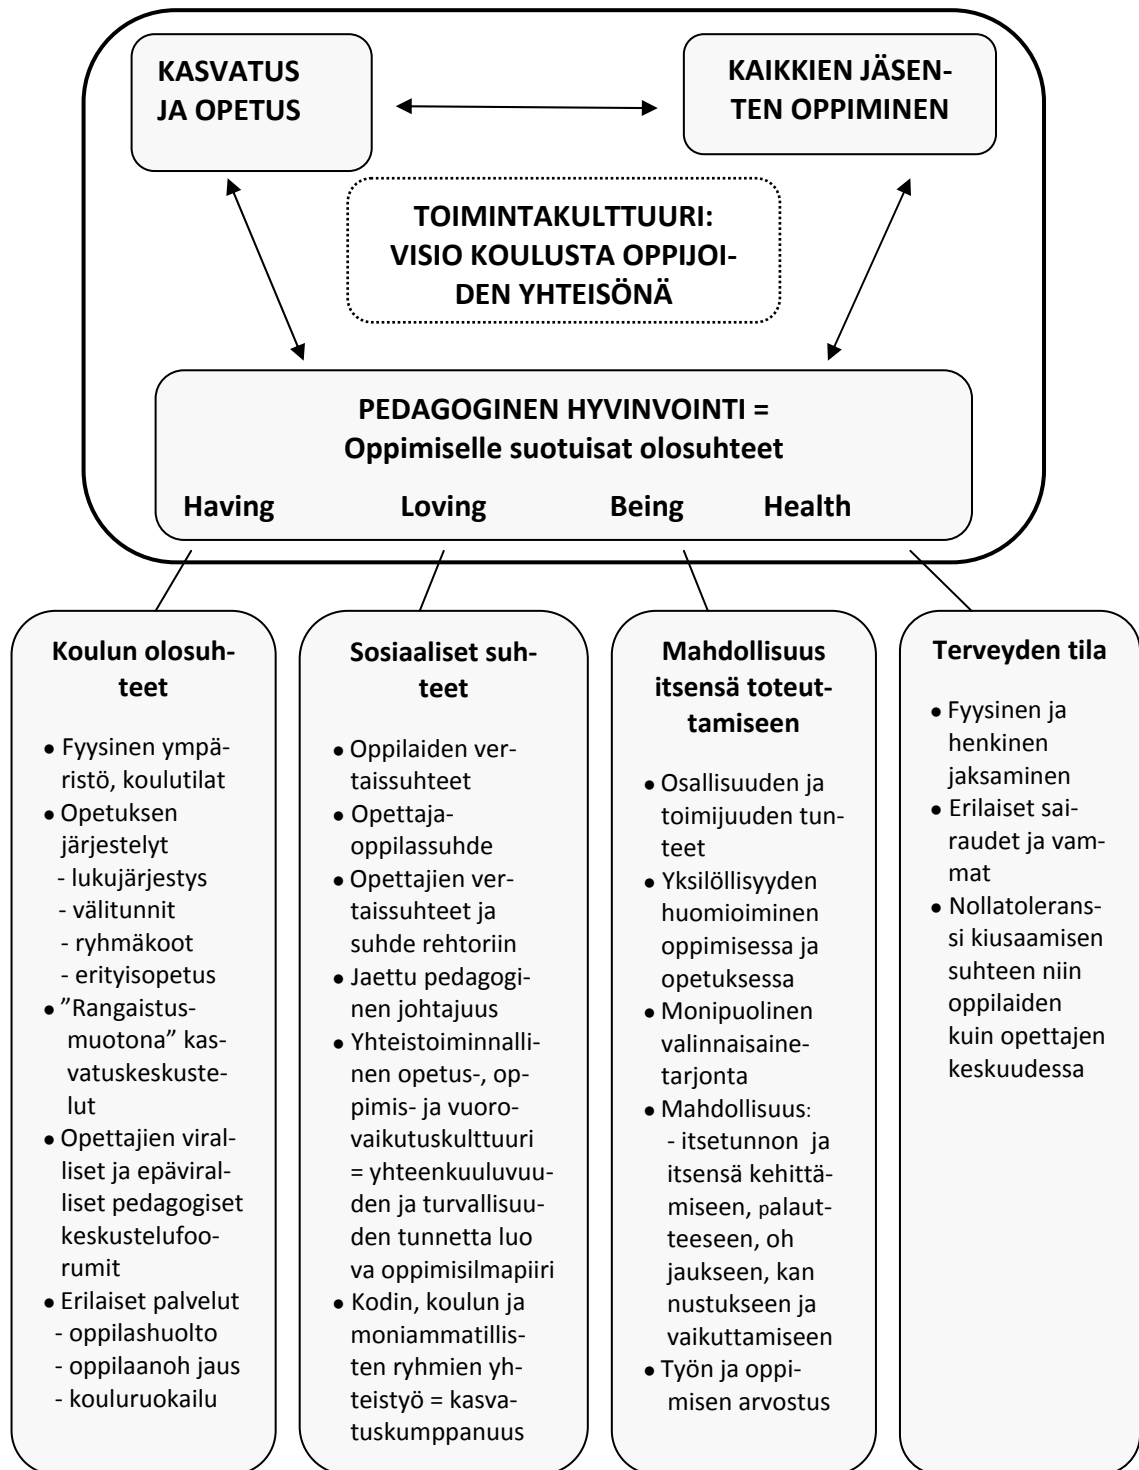 KASVATUS
JA OPETUS
KAIKKIEN JÄSEN-
TEN OPPIMINEN
TOIMINTAKULTTUURI:
VISIO KOULUSTA OPPIJOI-
DEN YHTEISÖNÄ
PEDAGOGINEN HYVINVOINTI =
Oppimiselle suotuisat olosuhteet
Having Loving Being Health
Koulun olosuh-
teet
• Fyysinen ympä-
ristö, koulutilat
• Opetuksen
järjestelyt
- lukujärjestys
- välitunnit
- ryhmäkoot
- erityisopetus
• ”Rangaistus-
muotona” kas-
vatuskeskuste-
lut
• Opettajien viral-
liset ja epäviral-
liset pedagogiset
keskustelufoo-
rumit
• Erilaiset palvelut
- oppilashuolto
- oppilaanoh jaus
- kouluruokailu
Sosiaaliset suh-
teet
• Oppilaiden ver-
taissuhteet
• Opettaja-
oppilassuhde
• Opettajien ver-
taissuhteet ja
suhde rehtoriin
• Jaettu pedagogi-
nen johtajuus
• Yhteistoiminnalli-
nen opetus-, op-
pimis- ja vuoro-
vaikutuskulttuuri
= yhteenkuuluvuu-
den ja turvallisuu-
den tunnetta luo
va oppimisilmapiiri
• Kodin, koulun ja
moniammatillis-
ten ryhmien yh-
teistyö = kasva-
tuskumppanuus
Mahdollisuus
itsensä toteut-
tamiseen
• Osallisuuden ja
toimijuuden tun-
teet
• Yksilöllisyyden
huomioiminen
oppimisessa ja
opetuksessa
• Monipuolinen
valinnaisaine-
tarjonta
• Mahdollisuus:
- itsetunnon ja
itsensä kehittä-
miseen, palaut-
teeseen, oh
jaukseen, kan
nustukseen ja
vaikuttamiseen
• Työn ja oppi-
misen arvostus
Terveyden tila
• Fyysinen ja
henkinen
jaksaminen
• Erilaiset sai-
raudet ja vam-
mat
• Nollatolerans-
si kiusaamisen
suhteen niin
oppilaiden
kuin opettajen
keskuudessa